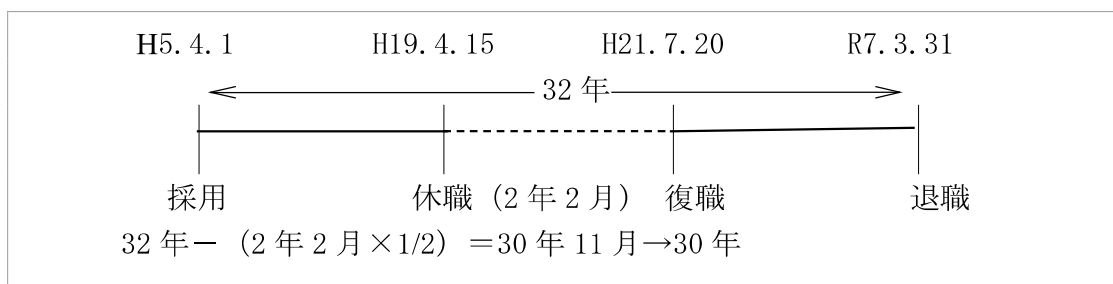 H5.4.1 H19.4.15 H21.7.20 R7.3.31
32年
採用 休職（2年2月） 復職 退職
32年－（2年2月×1/2）＝30年11月→30年